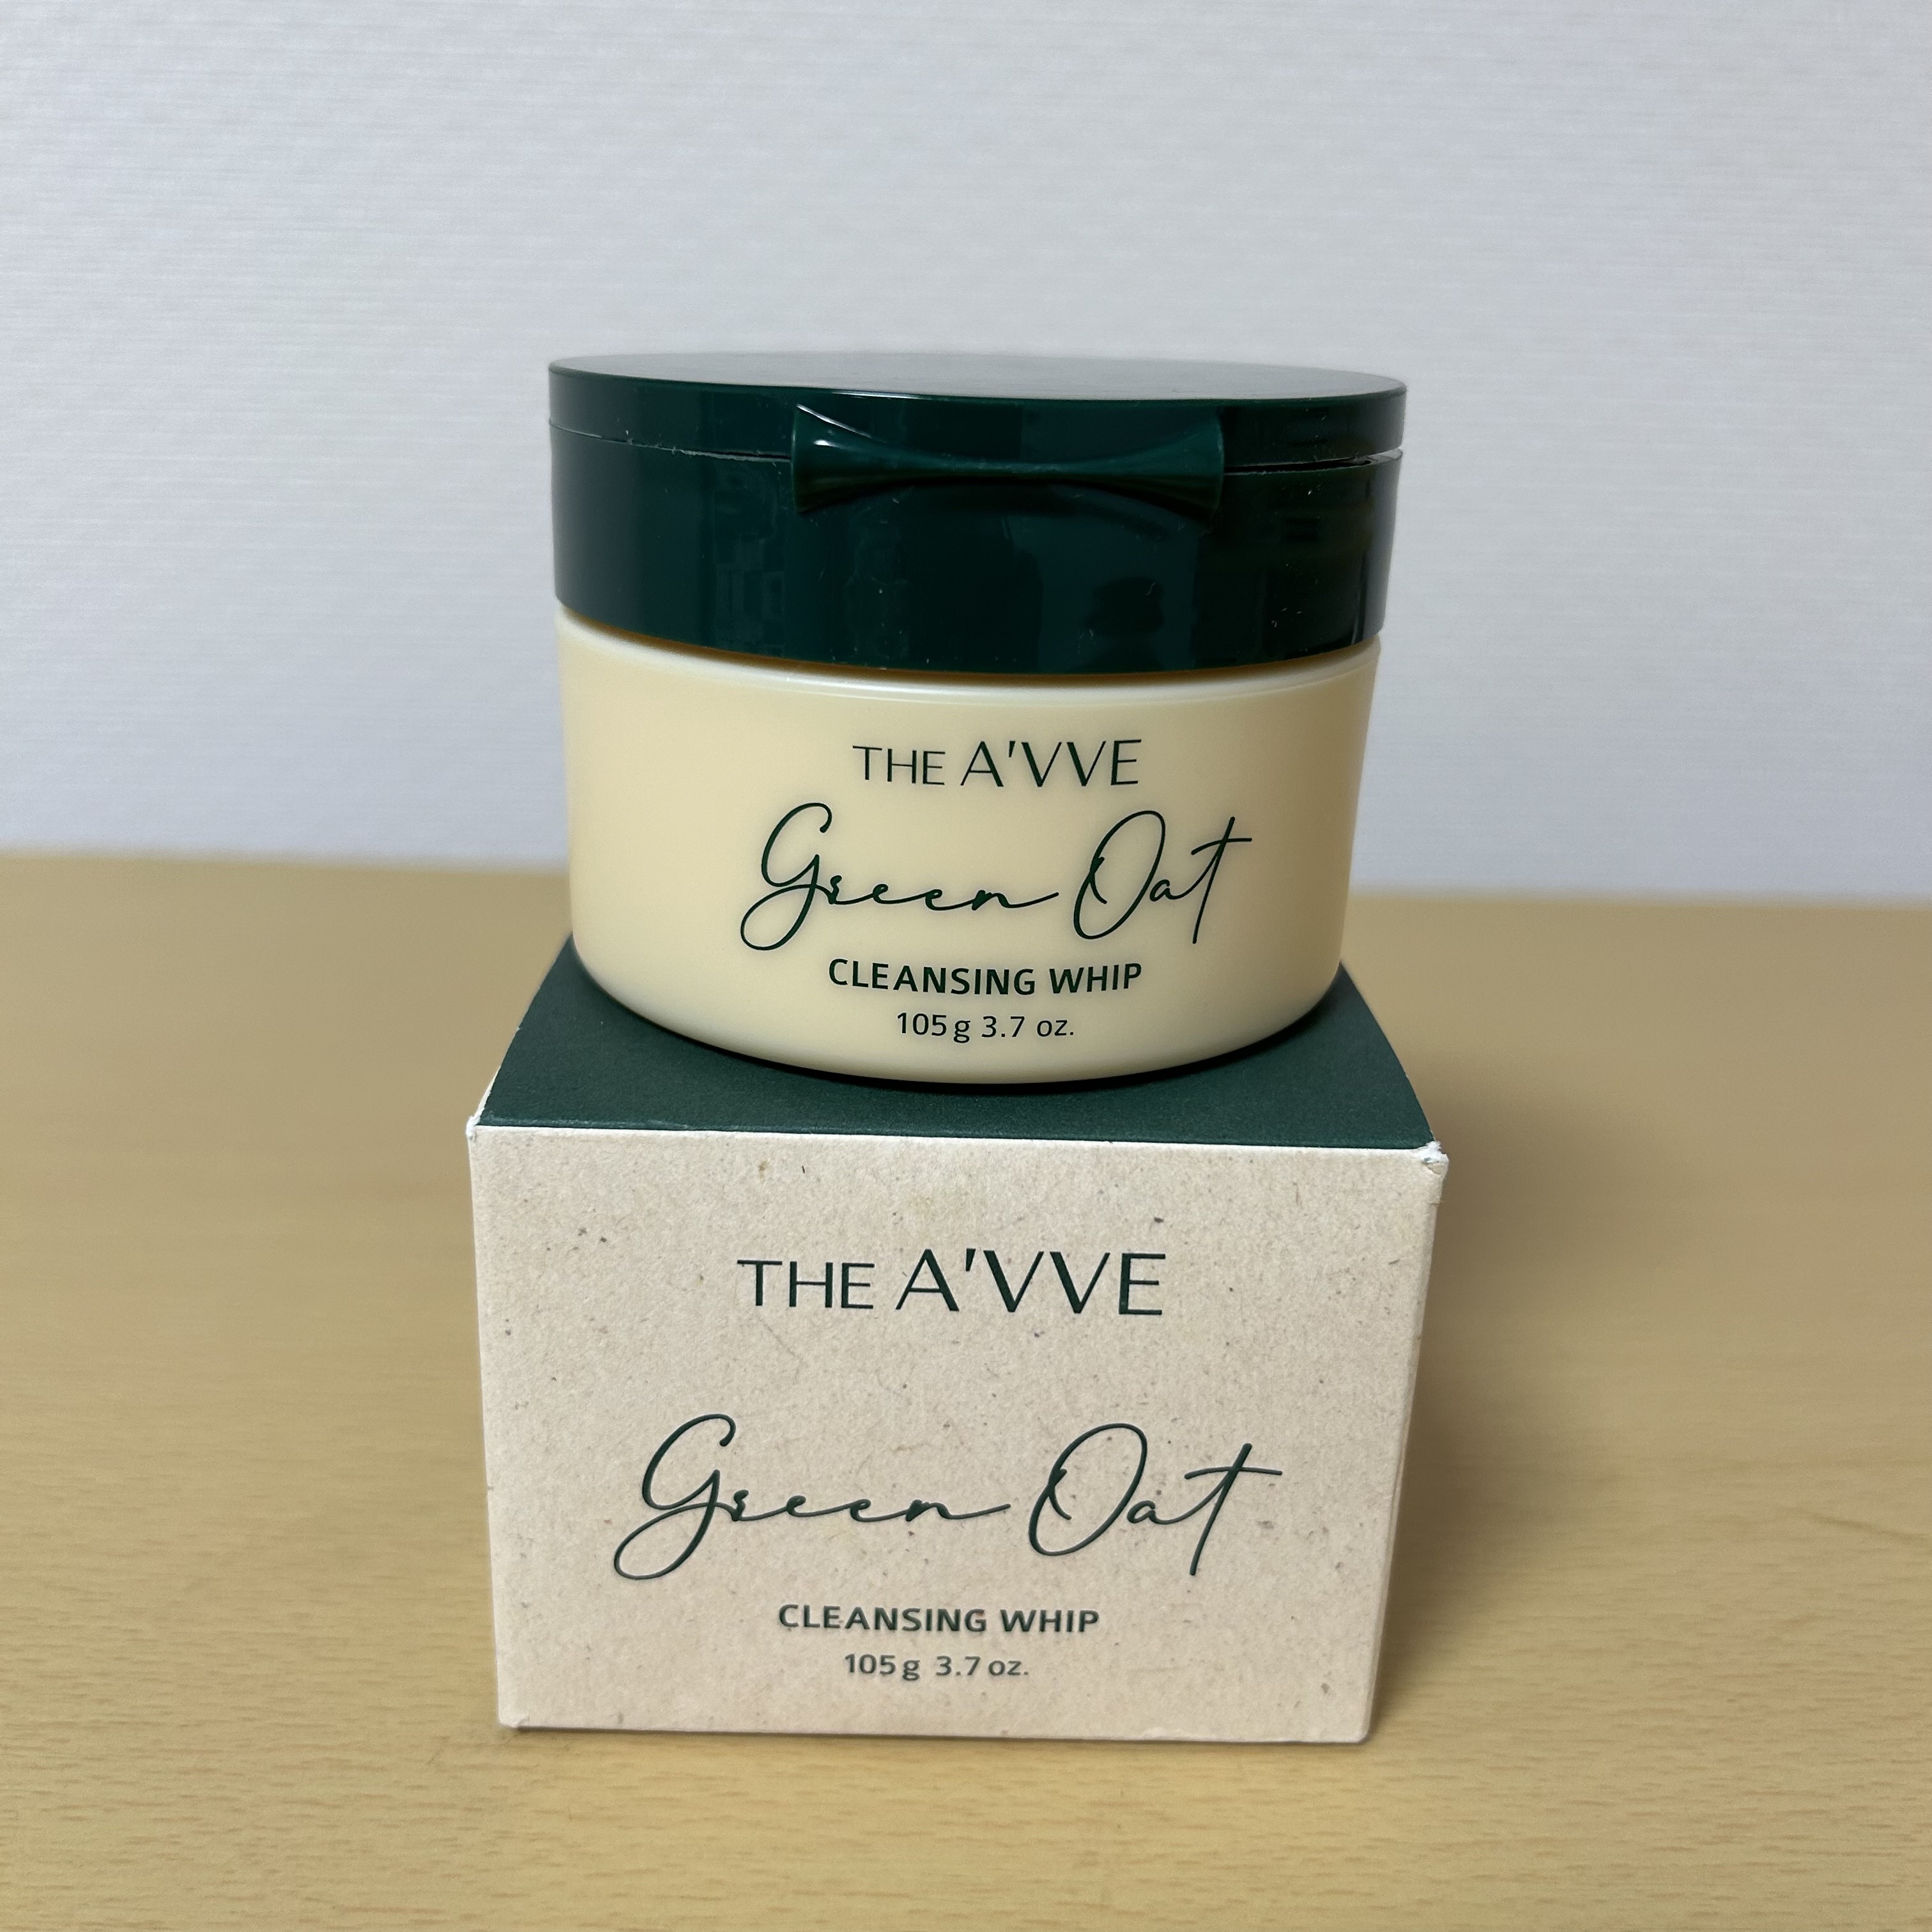 THE A'VVE
Green Oat
CLEANSING WHIP
105g 3.7 oz.
THE A'VVE
Green Oat
CLEANSING WHIP
105g 3.7 oz.